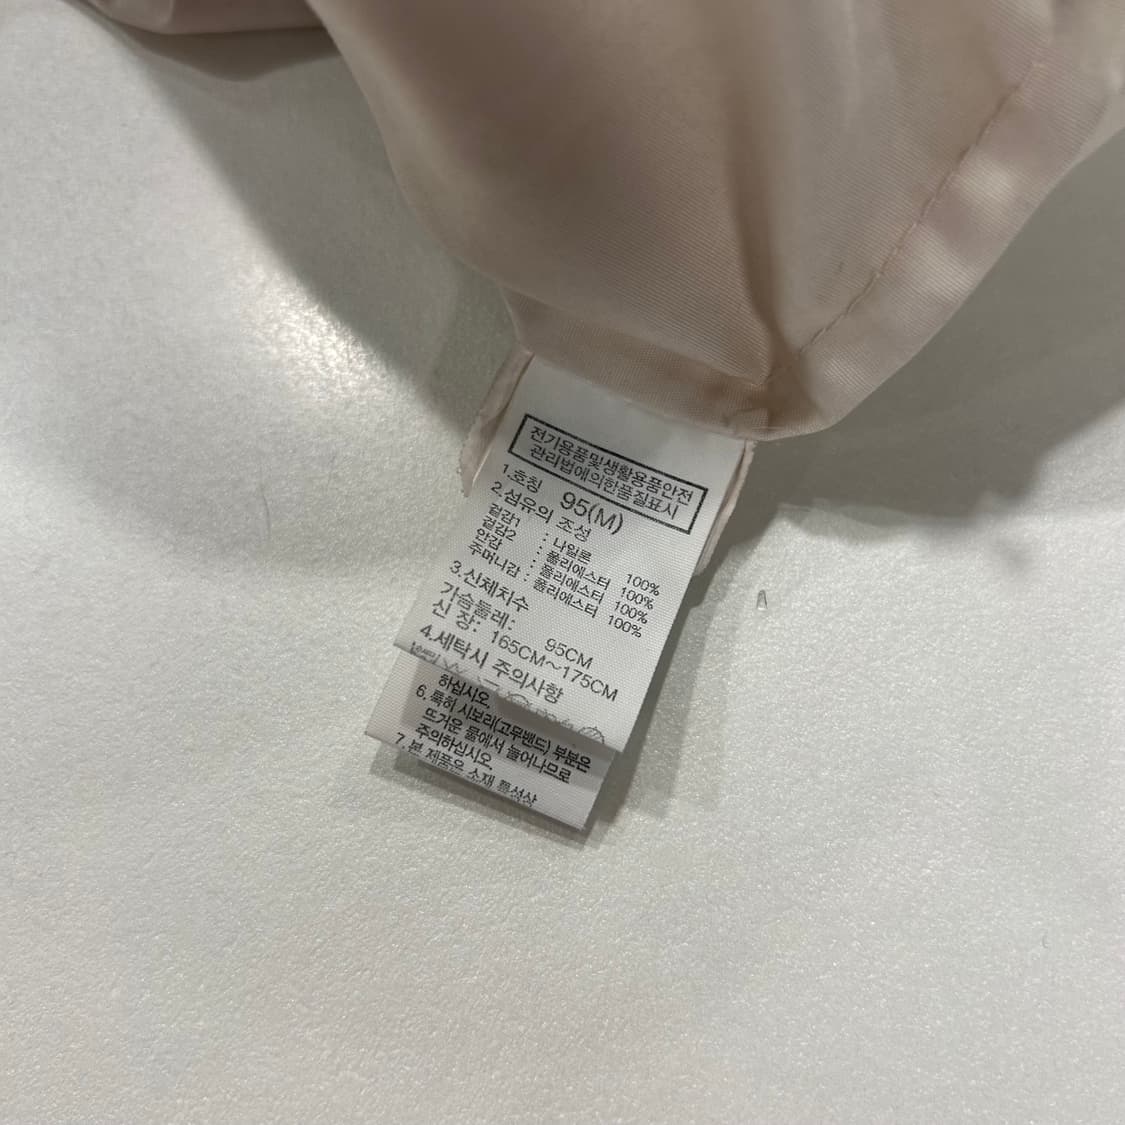 전기용품및생활용품안전
관리법에의한품질표시
1.호칭 95(M)
2.섬유의 조성
겉감1 : 나일론 100%
겉감2 : 폴리에스터 100%
안감 : 폴리에스터 100%
주머니감 : 폴리에스터 100%
3.신체치수
가슴둘레: 95CM
신 장: 165CM~175CM
4.세탁시 주의사항
하십시오.
6. 특히 시보리(고무밴드) 부분은
뜨거운 물에서 늘어나므로
주의하십시오.
7. 본 제품은 소재 특성상